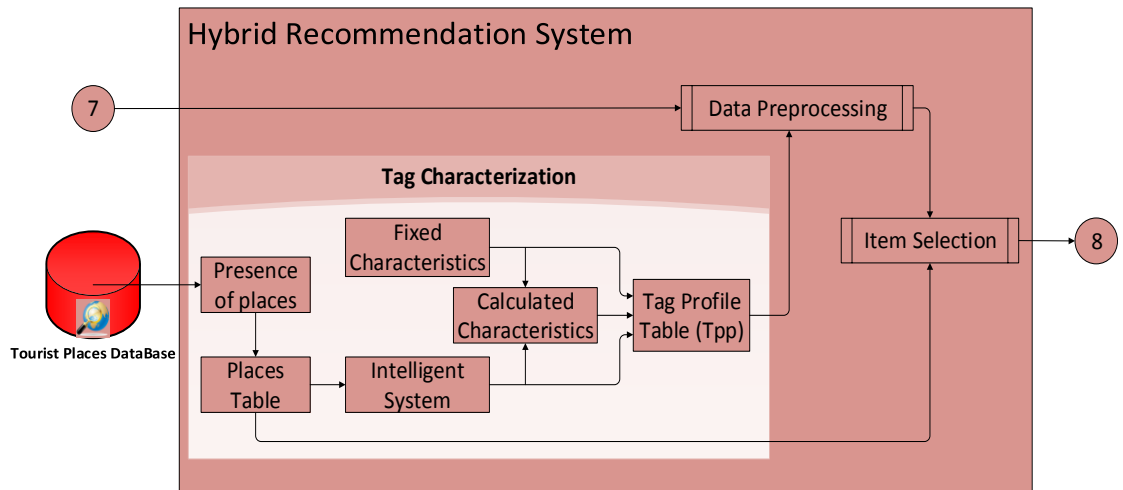 Hybrid Recommendation System
7
Data Preprocessing
Tag Characterization
Fixed
Characteristics
Item Selection
8
Presence
of places
Calculated
Characteristics
Tag Profile
Table (Tpp)
Tourist Places DataBase
Places
Table
Intelligent
System